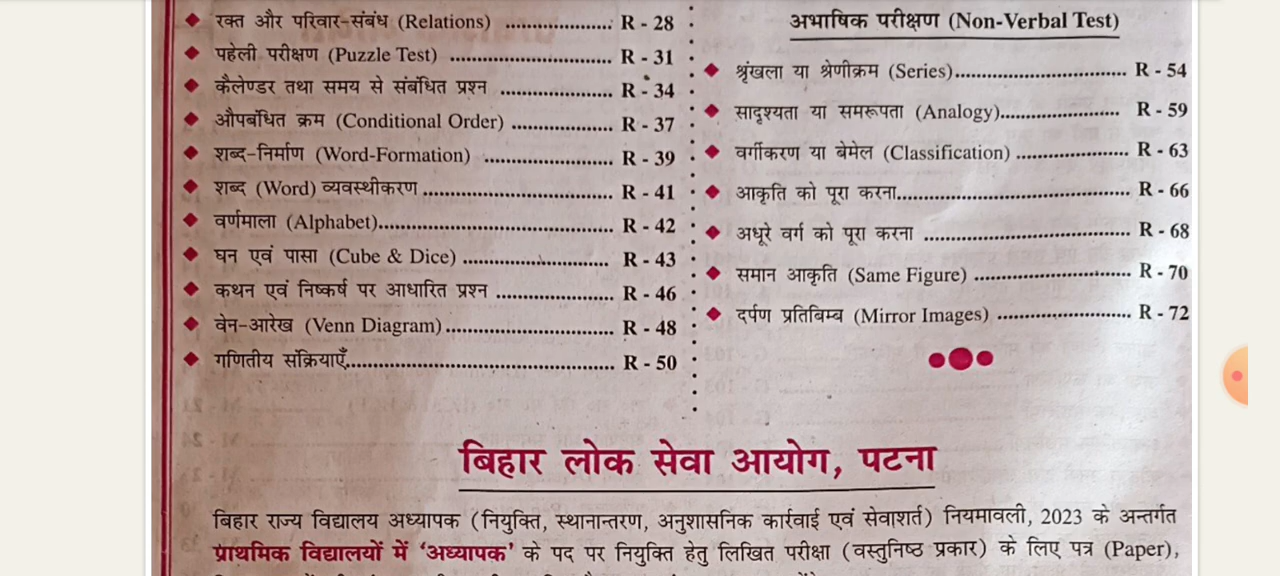 ◆ रक्त और परिवार-संबंध (Relations) .................... R - 28
◆ पहेली परीक्षण (Puzzle Test) .............................. R - 31
◆ कैलेण्डर तथा समय से संबंधित प्रश्न ..................... R - 34
◆ औपबंधित क्रम (Conditional Order) ................... R - 37
◆ शब्द-निर्माण (Word-Formation) ........................ R - 39
◆ शब्द (Word) व्यवस्थीकरण .................................. R - 41
◆ वर्णमाला (Alphabet)........................................... R - 42
◆ घन एवं पासा (Cube & Dice) ........................... R - 43
◆ कथन एवं निष्कर्ष पर आधारित प्रश्न ..................... R - 46
◆ वेन-आरेख (Venn Diagram)............................... R - 48
◆ गणितीय संक्रियाएँ................................................. R - 50
अभाषिक परीक्षण (Non-Verbal Test)
◆ श्रृंखला या श्रेणीक्रम (Series)................................ R - 54
◆ सादृश्यता या समरूपता (Analogy)...................... R - 59
◆ वर्गीकरण या बेमेल (Classification) ..................... R - 63
◆ आकृति को पूरा करना............................................ R - 66
◆ अधूरे वर्ग को पूरा करना ....................................... R - 68
◆ समान आकृति (Same Figure) ............................. R - 70
◆ दर्पण प्रतिबिम्ब (Mirror Images) ......................... R - 72
बिहार लोक सेवा आयोग, पटना
बिहार राज्य विद्यालय अध्यापक (नियुक्ति, स्थानान्तरण, अनुशासनिक कार्रवाई एवं सेवाशर्त) नियमावली, 2023 के अन्तर्गत
प्राथमिक विद्यालयों में 'अध्यापक' के पद पर नियुक्ति हेतु लिखित परीक्षा (वस्तुनिष्ठ प्रकार) के लिए पत्र (Paper),